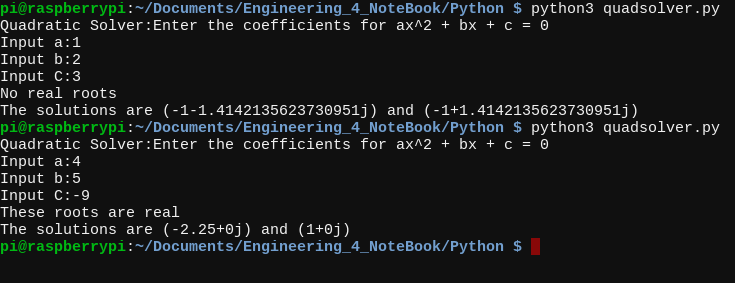 pi@raspberrypi:~/Documents/Engineering_4_NoteBook/Python $ python3 quadsolver.py
Quadratic Solver:Enter the coefficients for ax^2 + bx + c = 0
Input a:1
Input b:2
Input C:3
No real roots
The solutions are (-1-1.4142135623730951j) and (-1+1.4142135623730951j)
pi@raspberrypi:~/Documents/Engineering_4_NoteBook/Python $ python3 quadsolver.py
Quadratic Solver:Enter the coefficients for ax^2 + bx + c = 0
Input a:4
Input b:5
Input C:-9
These roots are real
The solutions are (-2.25+0j) and (1+0j)
pi@raspberrypi:~/Documents/Engineering_4_NoteBook/Python $